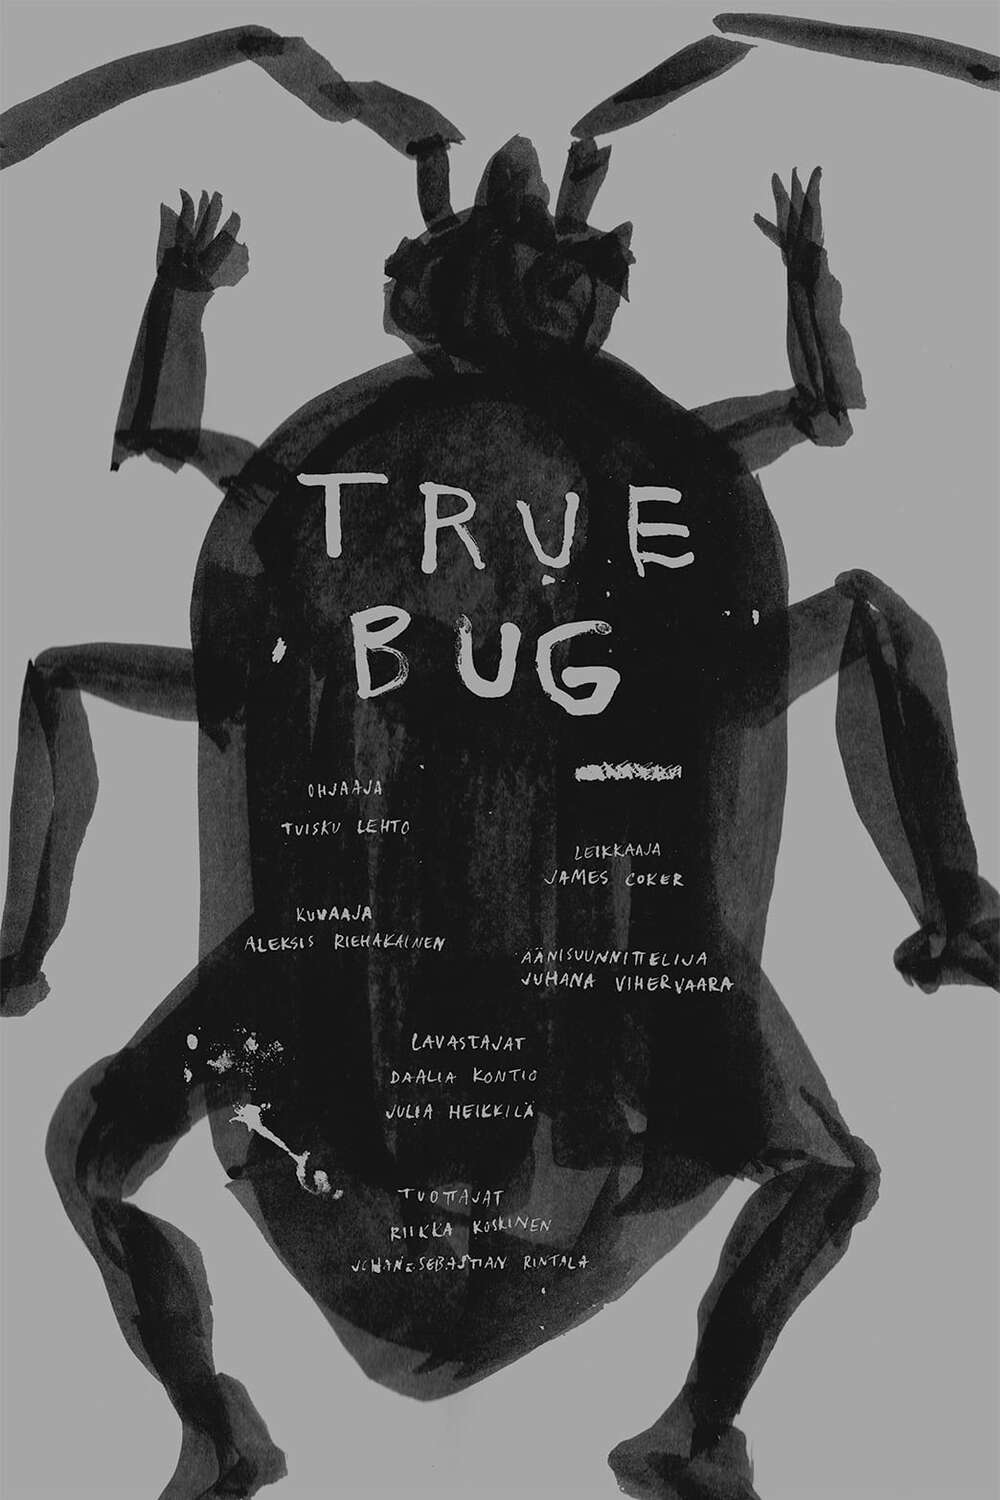 TRUE
BUG
OHJAAJA
TUISKU LEHTO
LEIKKAAJA
JAMES COKER
KUVAAJA
ALEKSIS RIEHAKAINEN
ÄÄNISUUNNITTELIJA
JUHANA VIHERVAARA
LAVASTAJAT
DAALIA KONTIO
JULIA HEIKKILÄ
TUOTTAJAT
RIIKKA KOSKINEN
JOHAN-SEBASTIAN RINTALA